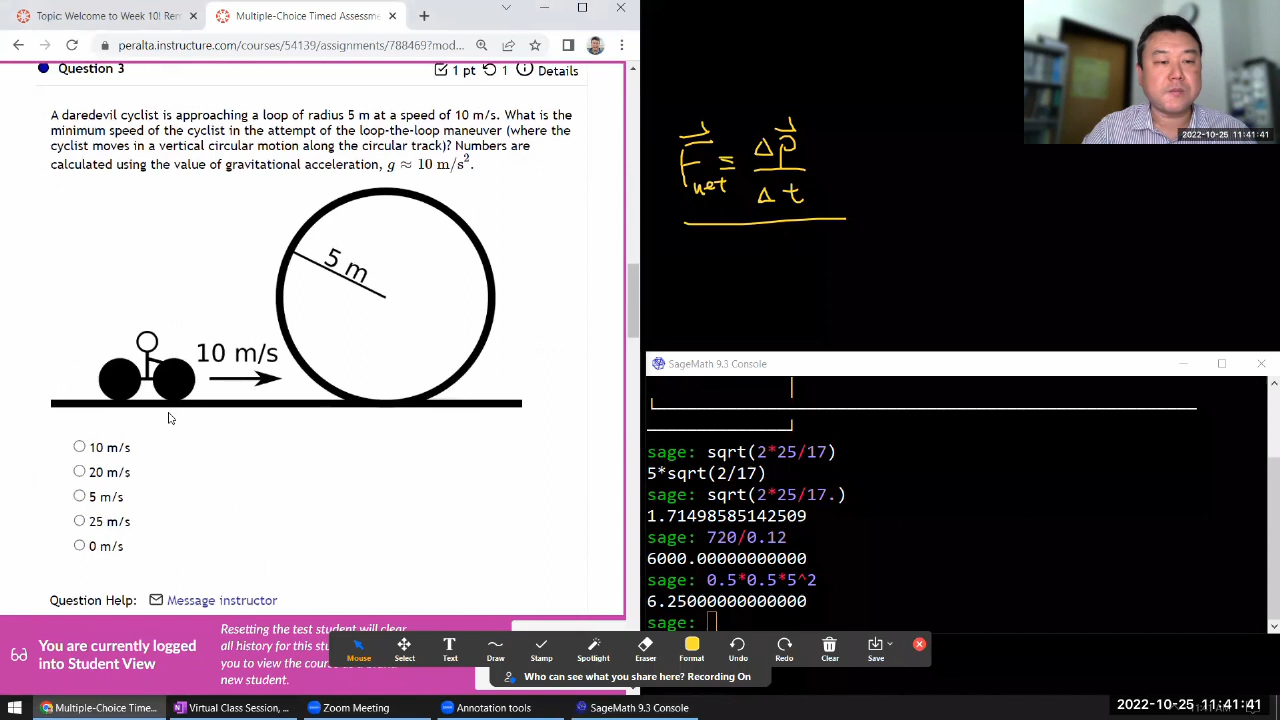 Topic: Week 10! Rem
Multiple-Choice Timed Assessme
peralta.instructure.com/courses/54139/assignments/788469?mod...
Question 3
1 pt
1
Details
A daredevil cyclist is approaching a loop of radius 5 m at a speed of 10 m/s. What is the
minimum speed of the cyclist in the attempt of the loop-the-loop maneuver (where the
cyclist moves in a vertical circular motion along the circular track)? Numbers are
calculated using the value of gravitational acceleration, g ≈ 10 m/s².
5 m
10 m/s
10 m/s
20 m/s
5 m/s
25 m/s
0 m/s
Question Help:
Message instructor
You are currently logged
into Student View
Resetting the test student will clear
all history for this stu
you to view the course
new student.
F net = Δp / Δt
2022-10-25 11:41:41
SageMath 9.3 Console
sage: sqrt(2*25/17)
5*sqrt(2/17)
sage: sqrt(2*25/17.)
1.71498585142509
sage: 720/0.12
6000.00000000000
sage: 0.5*0.5*5^2
6.25000000000000
sage:
Mouse
Select
Text
Draw
Stamp
Spotlight
Eraser
Format
Undo
Redo
Clear
Save
Who can see what you share here? Recording On
Multiple-Choice Time...
Virtual Class Session, ...
Zoom Meeting
Annotation tools
SageMath 9.3 Console
2022-10-25 11:41:41